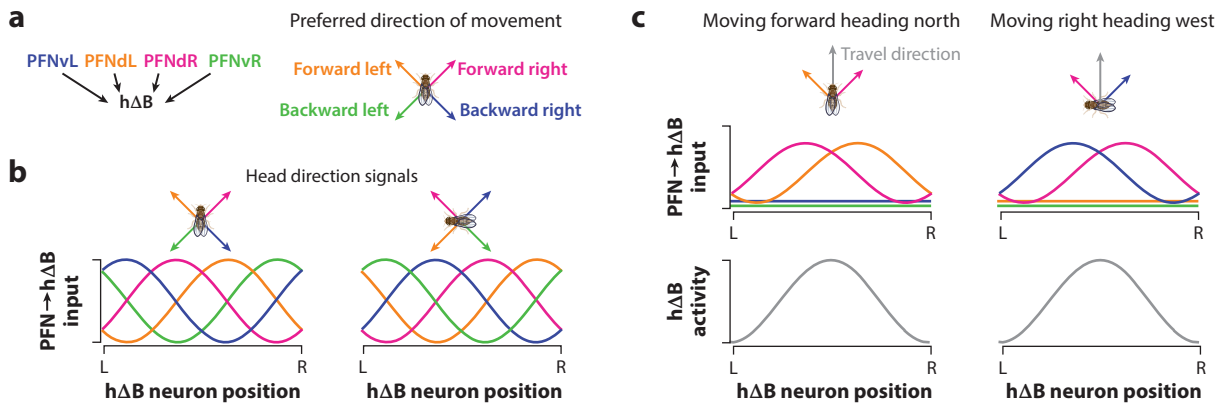 a
PFNvL PFNdL PFNdR PFNvR
hΔB
Preferred direction of movement
Forward left
Forward right
Backward left
Backward right
b
Head direction signals
PFN→hΔB
input
L
R
L
R
hΔB neuron position
hΔB neuron position
c
Moving forward heading north
Moving right heading west
Travel direction
PFN→hΔB
input
L
R
L
R
hΔB
activity
L
R
L
R
hΔB neuron position
hΔB neuron position